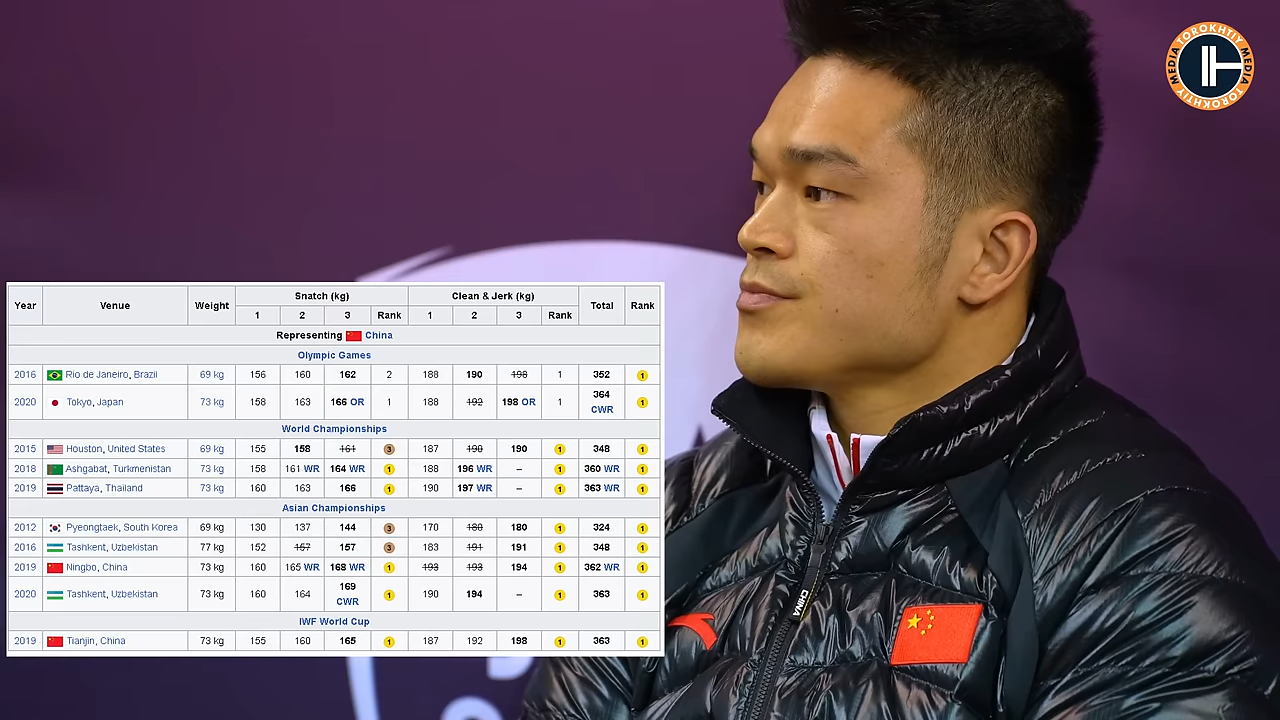 MEDIA TOROKHTIY MEDIA TOROKHTIY
Year Venue Weight Snatch (kg) Clean & Jerk (kg) Total Rank
1 2 3 Rank 1 2 3 Rank
Representing China
Olympic Games
2016 Rio de Janeiro, Brazil 69 kg 156 160 162 2 188 190 198 1 352 1
2020 Tokyo, Japan 73 kg 158 163 166 OR 1 188 192 198 OR 1 364 CWR 1
World Championships
2015 Houston, United States 69 kg 155 158 161 3 187 190 190 1 348 1
2018 Ashgabat, Turkmenistan 73 kg 158 161 WR 164 WR 1 188 196 WR – 1 360 WR 1
2019 Pattaya, Thailand 73 kg 160 163 166 1 190 197 WR – 1 363 WR 1
Asian Championships
2012 Pyeongtaek, South Korea 69 kg 130 137 144 3 170 180 180 1 324 1
2016 Tashkent, Uzbekistan 77 kg 152 157 157 3 183 191 191 1 348 1
2019 Ningbo, China 73 kg 160 165 WR 168 WR 1 193 193 194 1 362 WR 1
2020 Tashkent, Uzbekistan 73 kg 160 164 169 CWR 1 190 194 – 1 363 1
IWF World Cup
2019 Tianjin, China 73 kg 155 160 165 1 187 192 198 1 363 1
CHINA